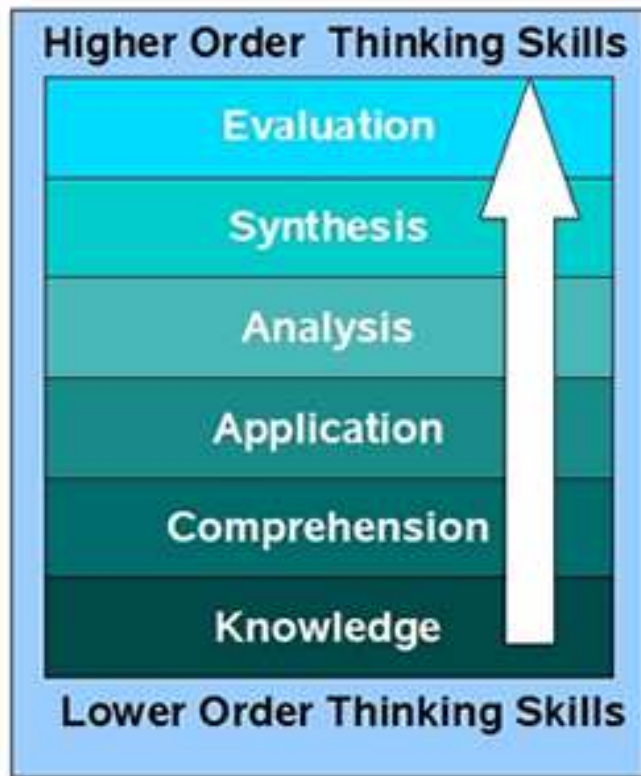 Higher Order Thinking Skills
Evaluation
Synthesis
Analysis
Application
Comprehension
Knowledge
Lower Order Thinking Skills